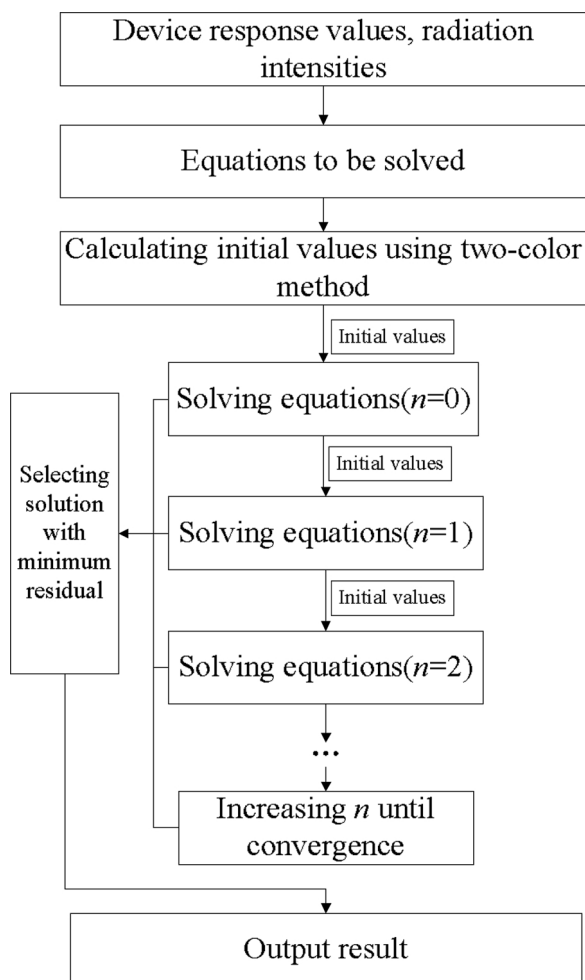 Device response values, radiation
intensities
Equations to be solved
Calculating initial values using two-color
method
Initial values
Solving equations(n=0)
Initial values
Selecting
solution
with
minimum
residual
Solving equations(n=1)
Initial values
Solving equations(n=2)
...
Increasing n until
convergence
Output result